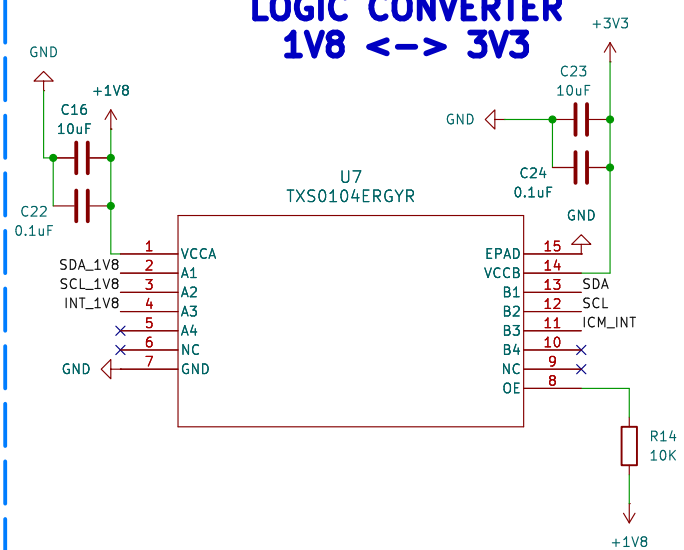 LOGIC CONVERTER
1V8 <-> 3V3
+3V3
GND
+1V8
C16
10uF
C22
0.1uF
C23
10uF
GND
C24
0.1uF
GND
U7
TXS0104ERGYR
1 VCCA
SDA_1V8 2 A1
SCL_1V8 3 A2
INT_1V8 4 A3
5 A4
6 NC
GND 7 GND
EPAD 15
VCCB 14
B1 13 SDA
B2 12 SCL
B3 11 ICM_INT
B4 10
NC 9
OE 8
R14
10K
+1V8